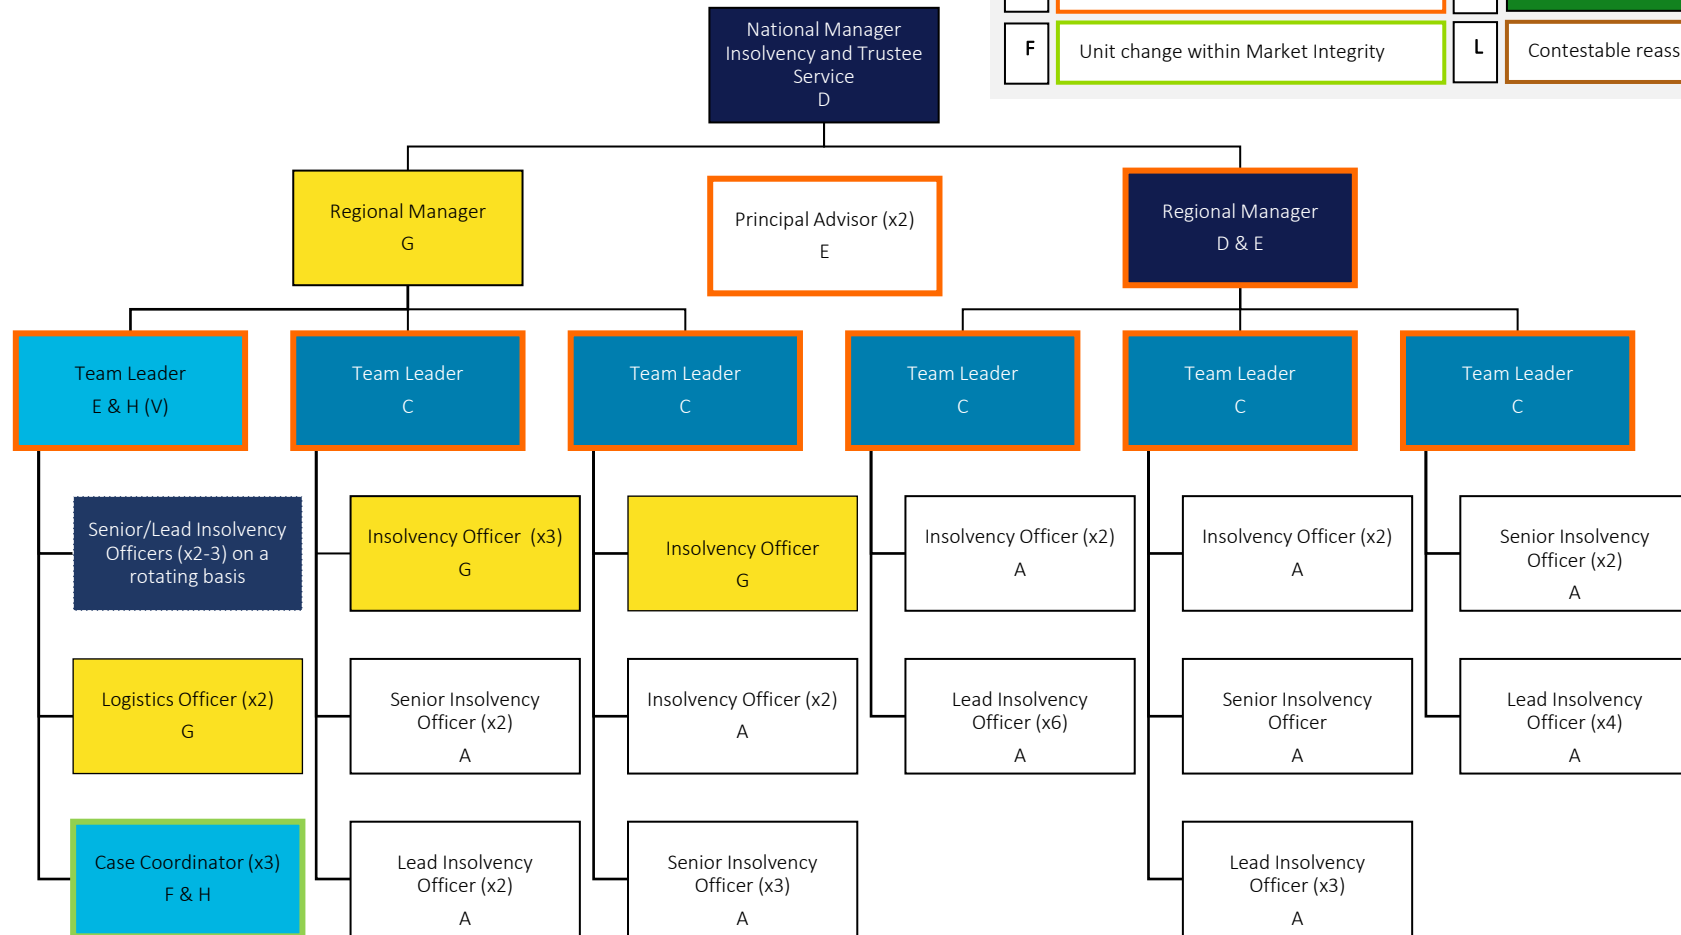 National Manager
Insolvency and Trustee
Service
D
F
Unit change within Market Integrity
L
Contestable
Regional Manager
G
Principal Advisor (x2)
E
Regional Manager
D & E
Team Leader
E & H (V)
Team Leader
C
Team Leader
C
Team Leader
C
Team Leader
C
Team Leader
C
Senior/Lead Insolvency
Officers (x2-3) on a
rotating basis
Insolvency Officer (x3)
G
Insolvency Officer
G
Insolvency Officer (x2)
A
Insolvency Officer (x2)
A
Senior Insolvency
Officer (x2)
A
Logistics Officer (x2)
G
Senior Insolvency
Officer (x2)
A
Insolvency Officer (x2)
A
Lead Insolvency
Officer (x6)
A
Senior Insolvency
Officer
A
Lead Insolvency
Officer (x4)
A
Case Coordinator (x3)
F & H
Lead Insolvency
Officer (x2)
A
Senior Insolvency
Officer (x3)
A
Lead Insolvency
Officer (x3)
A